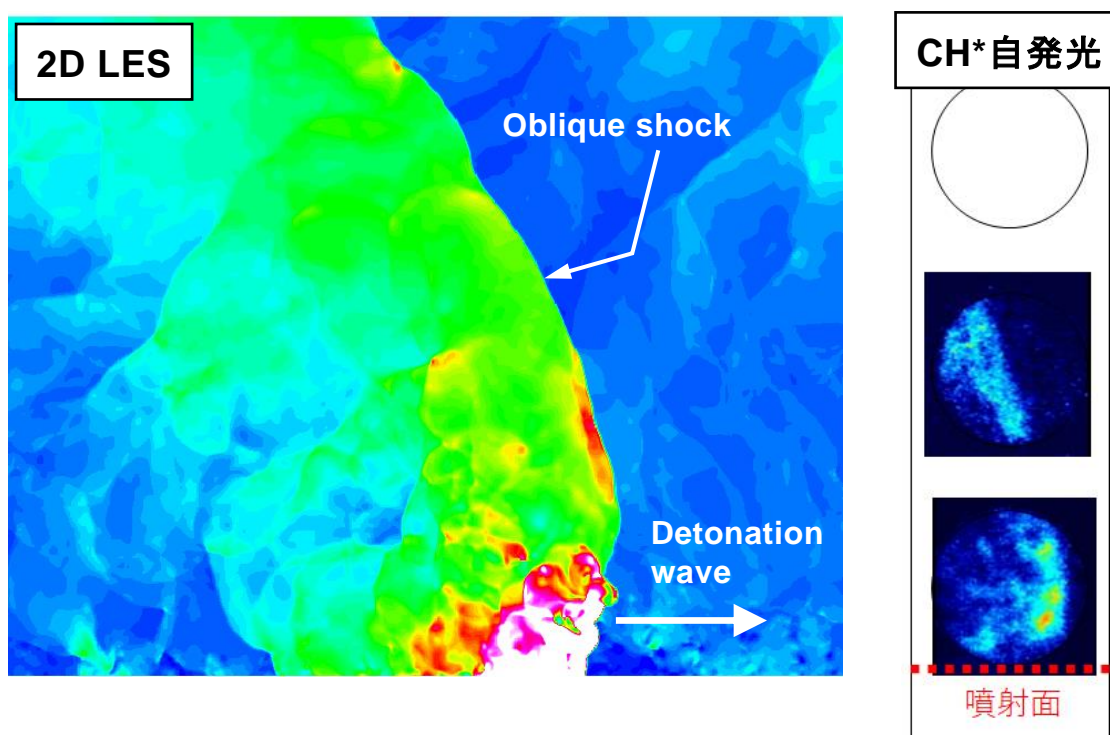 2D LES
Oblique shock
Detonation
wave
CH*自発光
噴射面